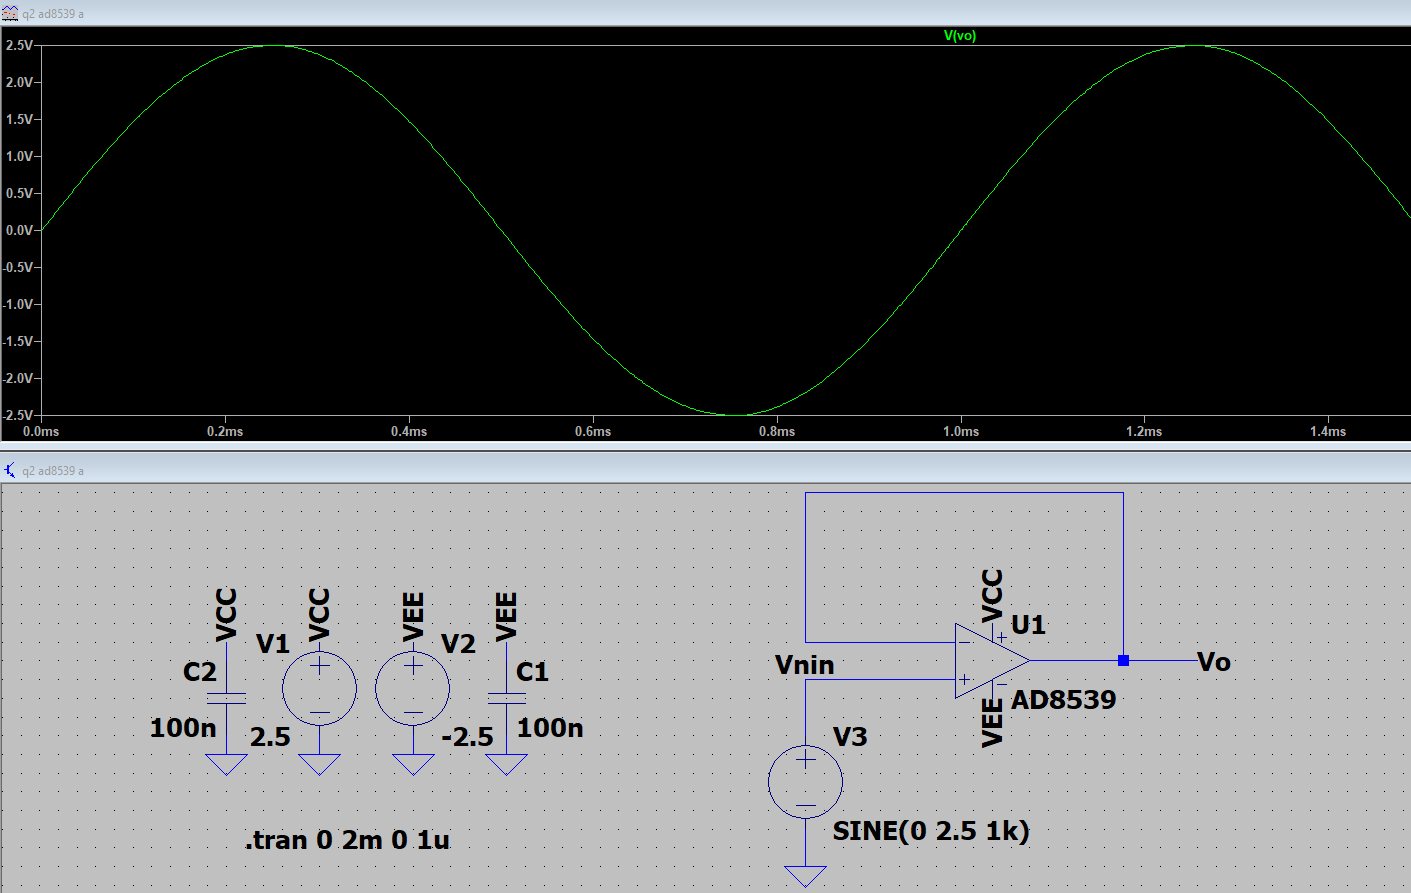 q2 ad8539 a
V(vo)
2.5V
2.0V
1.5V
1.0V
0.5V
0.0V
-0.5V
-1.0V
-1.5V
-2.0V
-2.5V
0.0ms 0.2ms 0.4ms 0.6ms 0.8ms 1.0ms 1.2ms 1.4ms
q2 ad8539 a
VCC VCC VEE VEE
V1 V2
C2 C1
100n 2.5 -2.5 100n
.tran 0 2m 0 1u
VCC
U1
Vnin
Vo
AD8539
VEE
V3
SINE(0 2.5 1k)